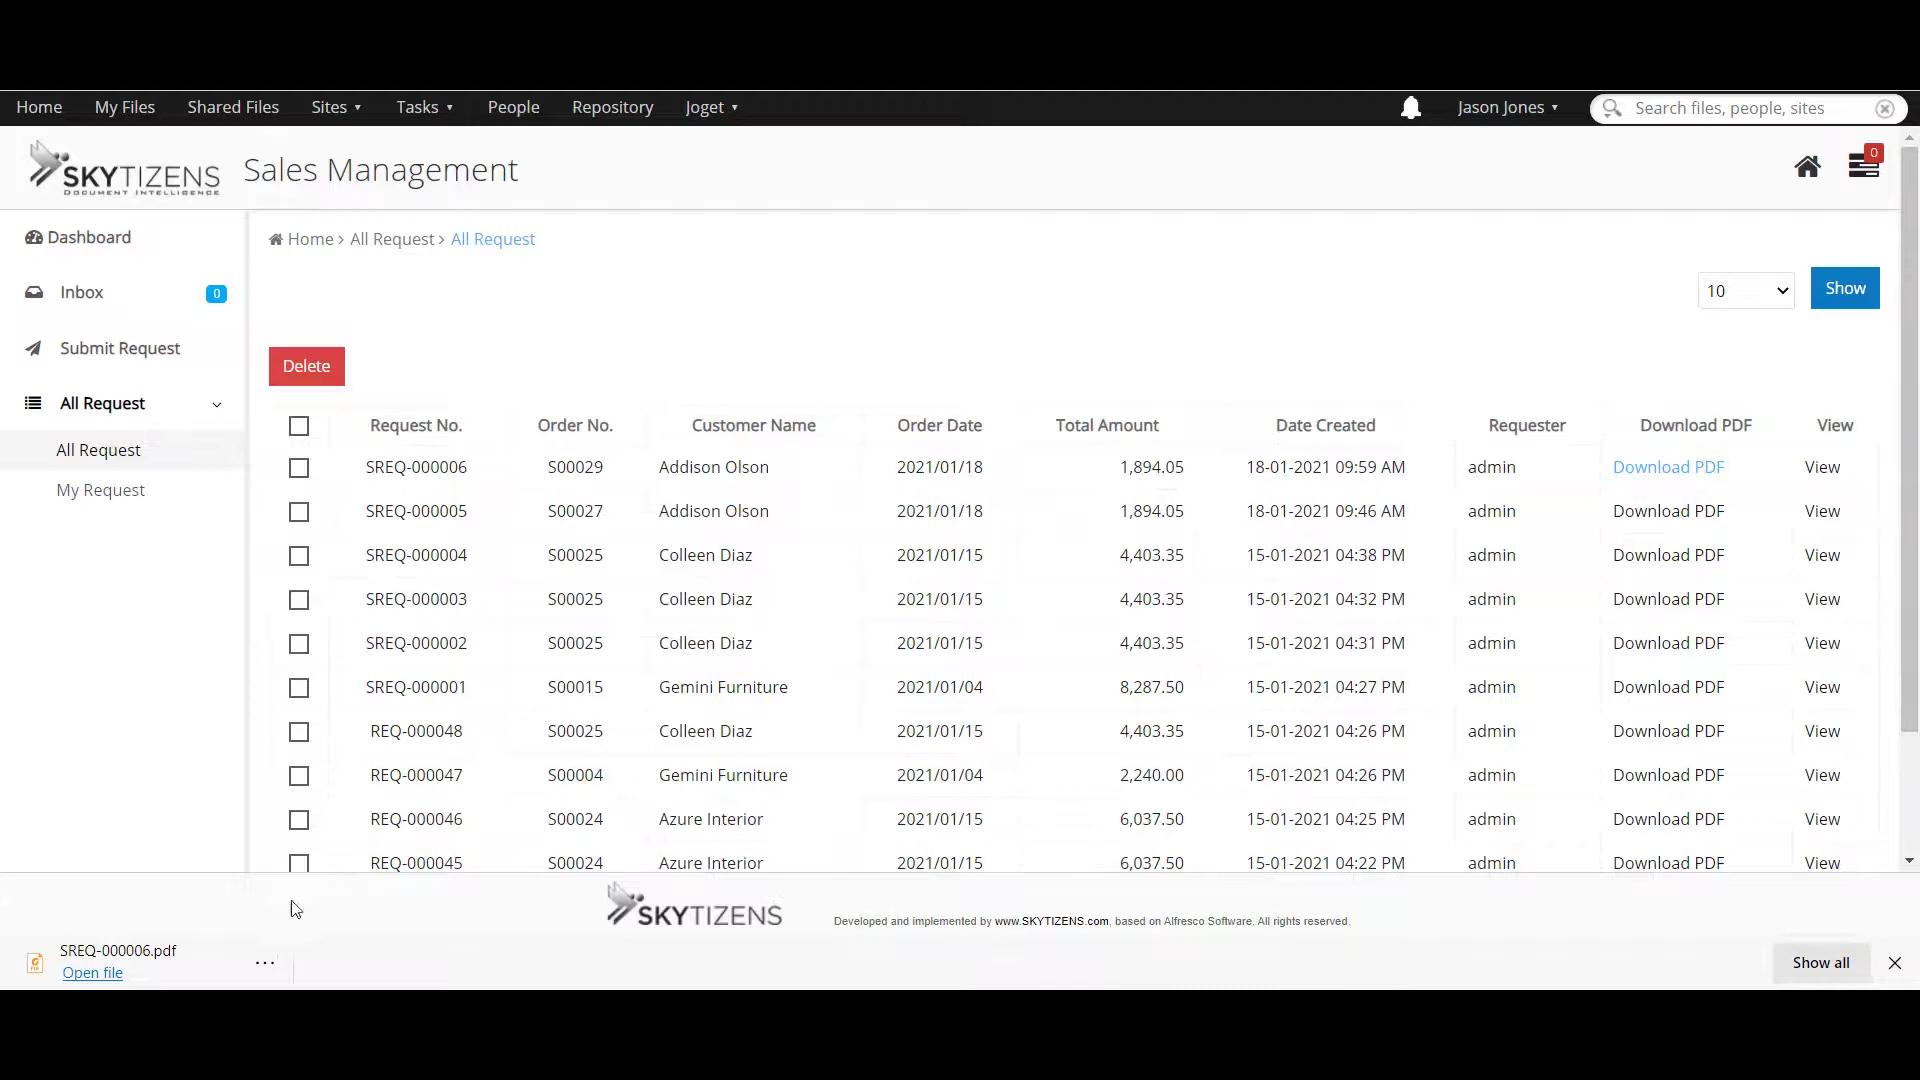 Home My Files Shared Files Sites Tasks People Repository Joget Jason Jones Search files, people, sites
SKYTIZENS
DOCUMENT INTELLIGENCE
Sales Management
0
Dashboard
Home › All Request › All Request
Inbox 0
10 Show
Submit Request
Delete
All Request
All Request
My Request
Request No. Order No. Customer Name Order Date Total Amount Date Created Requester Download PDF View
SREQ-000006 S00029 Addison Olson 2021/01/18 1,894.05 18-01-2021 09:59 AM admin Download PDF View
SREQ-000005 S00027 Addison Olson 2021/01/18 1,894.05 18-01-2021 09:46 AM admin Download PDF View
SREQ-000004 S00025 Colleen Diaz 2021/01/15 4,403.35 15-01-2021 04:38 PM admin Download PDF View
SREQ-000003 S00025 Colleen Diaz 2021/01/15 4,403.35 15-01-2021 04:32 PM admin Download PDF View
SREQ-000002 S00025 Colleen Diaz 2021/01/15 4,403.35 15-01-2021 04:31 PM admin Download PDF View
SREQ-000001 S00015 Gemini Furniture 2021/01/04 8,287.50 15-01-2021 04:27 PM admin Download PDF View
REQ-000048 S00025 Colleen Diaz 2021/01/15 4,403.35 15-01-2021 04:26 PM admin Download PDF View
REQ-000047 S00004 Gemini Furniture 2021/01/04 2,240.00 15-01-2021 04:26 PM admin Download PDF View
REQ-000046 S00024 Azure Interior 2021/01/15 6,037.50 15-01-2021 04:25 PM admin Download PDF View
REQ-000045 S00024 Azure Interior 2021/01/15 6,037.50 15-01-2021 04:22 PM admin Download PDF View
SKYTIZENS Developed and implemented by www.SKYTIZENS.com, based on Alfresco Software. All rights reserved.
SREQ-000006.pdf
Open file
...
Show all